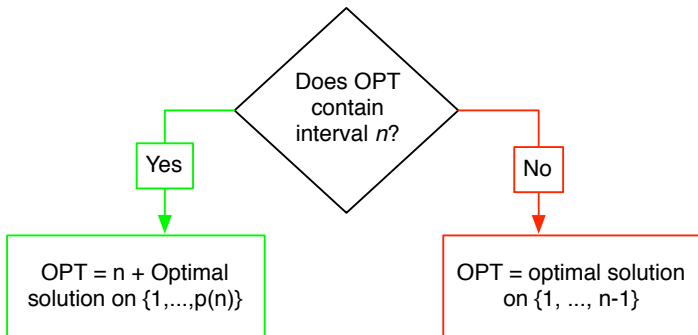 Does OPT
contain
interval n?
Yes
No
OPT = n + Optimal
solution on {1,...,p(n)}
OPT = optimal solution
on {1, ..., n-1}